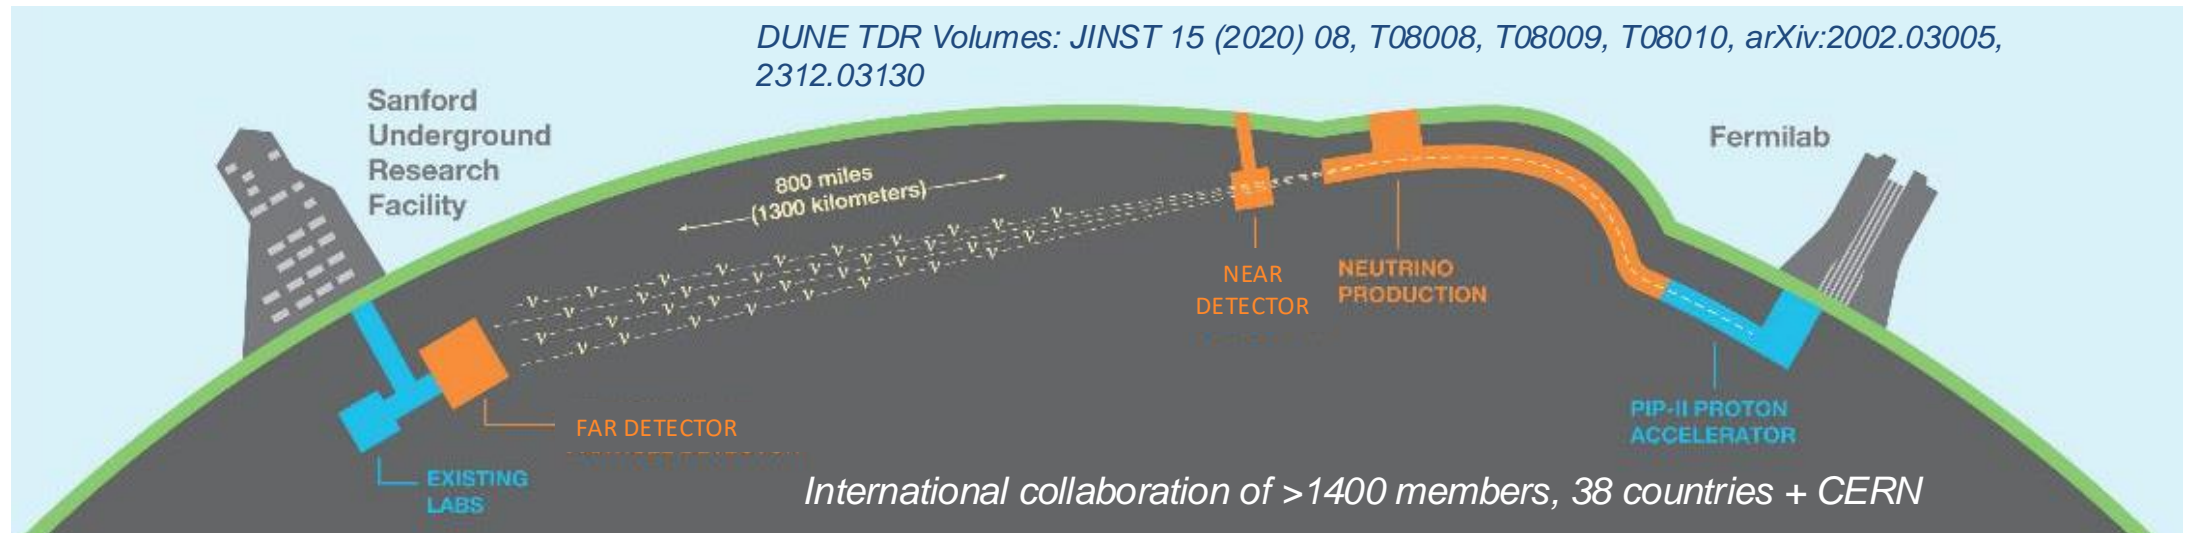 DUNE TDR Volumes: JINST 15 (2020) 08, T08008, T08009, T08010, arXiv:2002.03005,
2312.03130
Sanford
Underground
Research
Facility
Fermilab
800 miles
(1300 kilometers)
ν ν ν ν ν ν ν ν ν ν
ν ν ν ν ν ν ν ν ν
ν ν ν ν ν ν ν ν
ν ν ν ν ν ν ν
NEAR
DETECTOR
NEUTRINO
PRODUCTION
FAR DETECTOR
PIP-II PROTON
ACCELERATOR
EXISTING
LABS
International collaboration of >1400 members, 38 countries + CERN